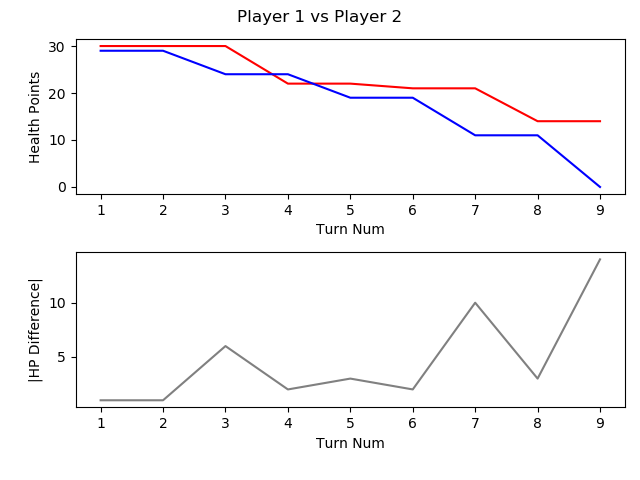 Player 1 vs Player 2
Health Points
30
20
10
0
1 2 3 4 5 6 7 8 9
Turn Num
|HP Difference|
10
5
1 2 3 4 5 6 7 8 9
Turn Num